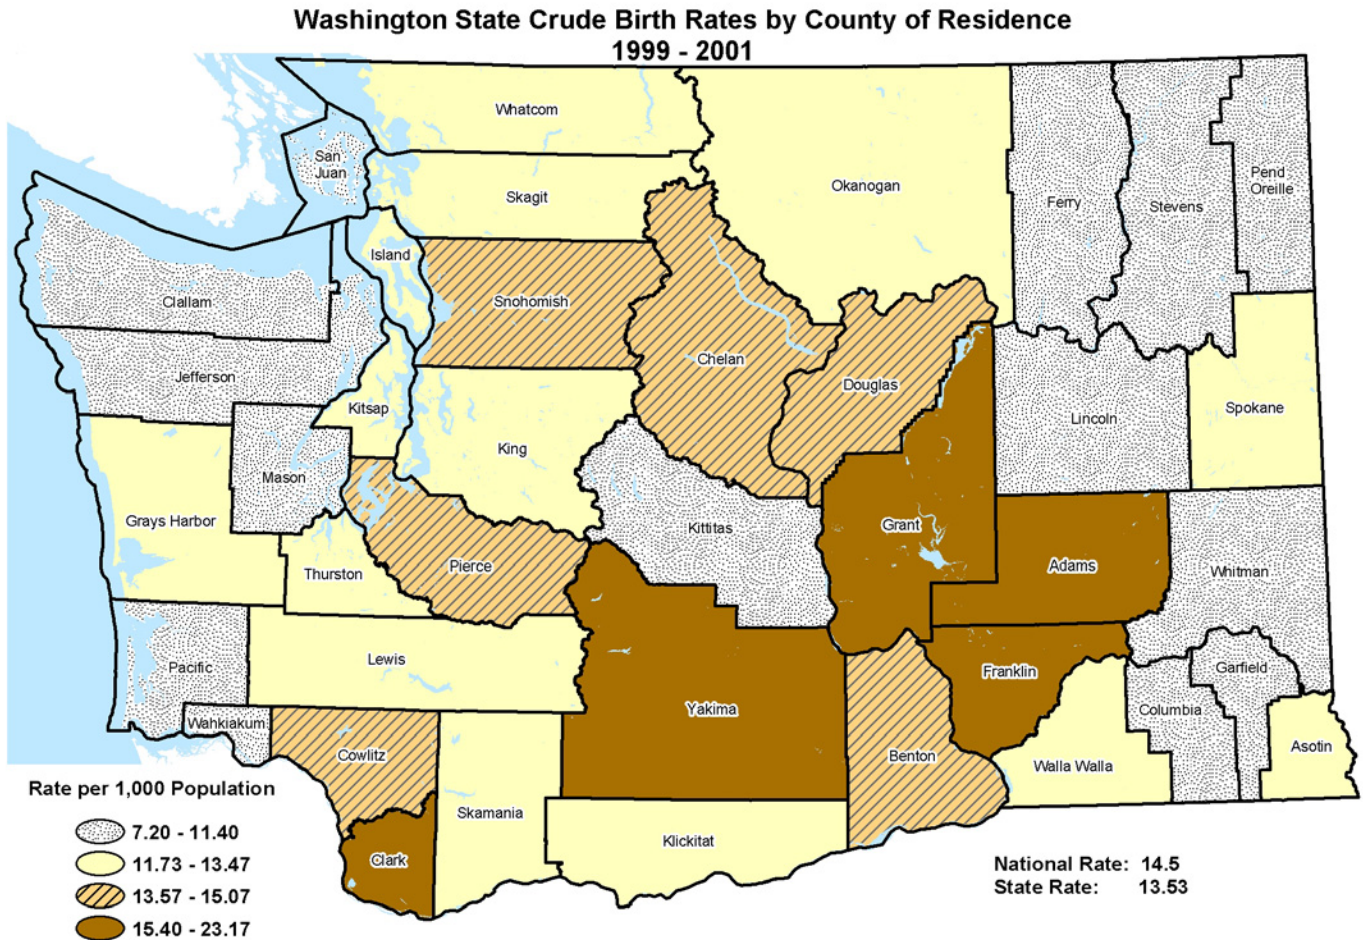 Washington State Crude Birth Rates by County of Residence
1999 - 2001
Whatcom
San
Juan
Skagit
Okanogan
Ferry
Stevens
Pend
Oreille
Island
Clallam
Snohomish
Chelan
Jefferson
Douglas
Kitsap
Lincoln
Spokane
King
Mason
Grays Harbor
Kittitas
Grant
Thurston
Pierce
Adams
Whitman
Lewis
Pacific
Garfield
Franklin
Yakima
Columbia
Wahkiakum
Cowlitz
Benton
Asotin
Walla Walla
Skamania
Klickitat
Clark
Rate per 1,000 Population
7.20 - 11.40
11.73 - 13.47
13.57 - 15.07
15.40 - 23.17
National Rate: 14.5
State Rate: 13.53